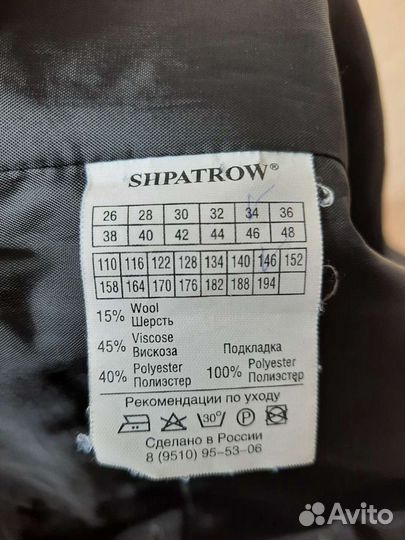 SHPATROW®
26 28 30 32 34 36
38 40 42 44 46 48
110 116 122 128 134 140 146 152
158 164 170 176 182 188 194
15% Wool
Шерсть
45% Viscose
Вискоза Подкладка
40% Polyester 100% Polyester
Полиэстер Полиэстер
Рекомендации по уходу
30° P
Сделано в России
8 (9510) 95-53-06
Avito